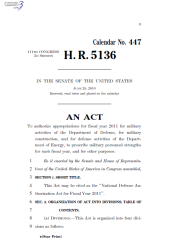 II
Calendar No. 447
111TH CONGRESS
2D SESSION
H. R. 5136
IN THE SENATE OF THE UNITED STATES
JUNE 28, 2010
Received; read twice and placed on the calendar
AN ACT
To authorize appropriations for fiscal year 2011 for military
activities of the Department of Defense, for military
construction, and for defense activities of the Depart-
ment of Energy, to prescribe military personnel strengths
for such fiscal year, and for other purposes.
1 Be it enacted by the Senate and House of Representa-
2 tives of the United States of America in Congress assembled,
3 SECTION 1. SHORT TITLE.
4 This Act may be cited as the "National Defense Au-
5 thorization Act for Fiscal Year 2011".
6 SEC. 2. ORGANIZATION OF ACT INTO DIVISIONS; TABLE OF
7 CONTENTS.
8 (a) DIVISIONS.—This Act is organized into four divi-
9 sions as follows: